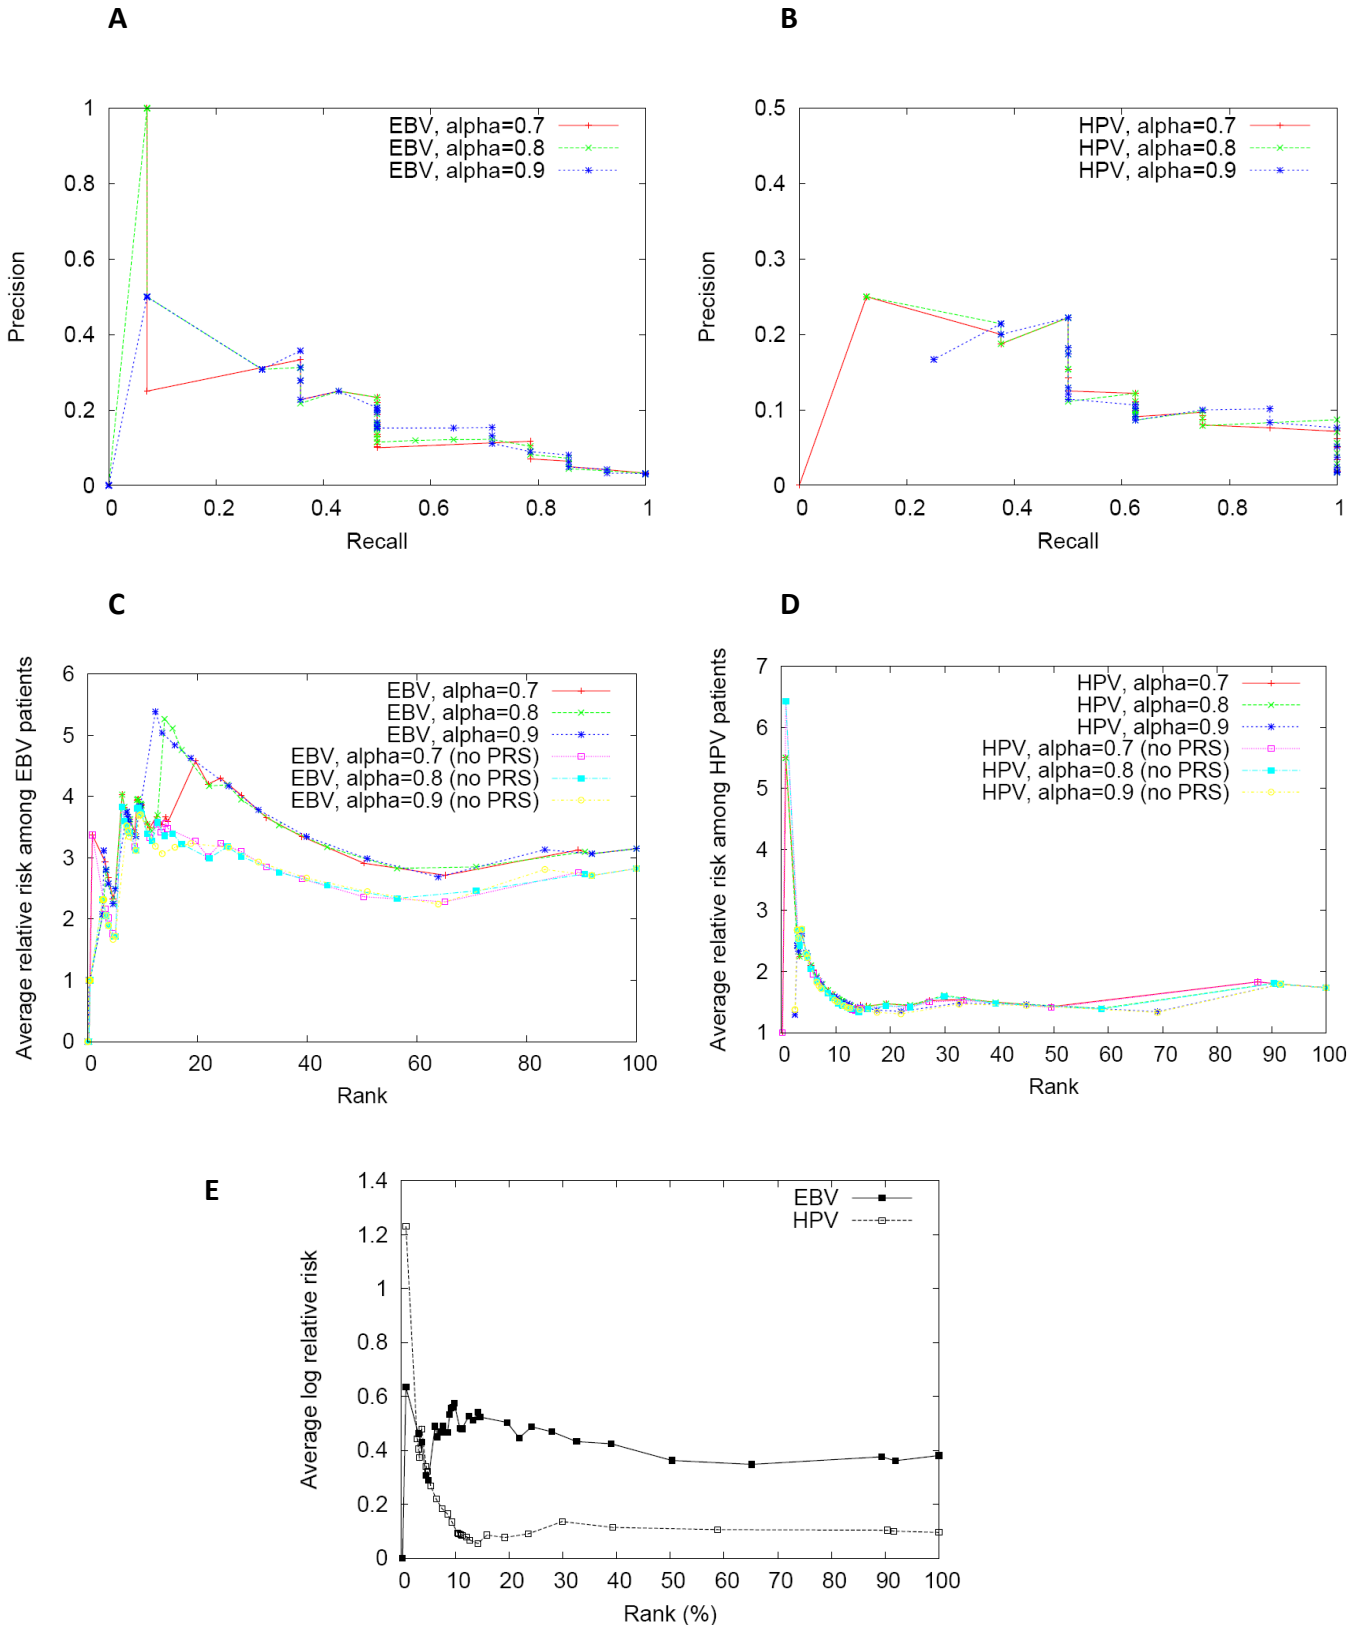 A
1
0.8
0.6
0.4
0.2
0
Precision
0 0.2 0.4 0.6 0.8 1
Recall
EBV, alpha=0.7
EBV, alpha=0.8
EBV, alpha=0.9
B
0.5
0.4
0.3
0.2
0.1
0
Precision
0 0.2 0.4 0.6 0.8 1
Recall
HPV, alpha=0.7
HPV, alpha=0.8
HPV, alpha=0.9
C
6
5
4
3
2
1
0
Average relative risk among EBV patients
0 20 40 60 80 100
Rank
EBV, alpha=0.7
EBV, alpha=0.8
EBV, alpha=0.9
EBV, alpha=0.7 (no PRS)
EBV, alpha=0.8 (no PRS)
EBV, alpha=0.9 (no PRS)
D
7
6
5
4
3
2
1
Average relative risk among HPV patients
0 10 20 30 40 50 60 70 80 90 100
Rank
HPV, alpha=0.7
HPV, alpha=0.8
HPV, alpha=0.9
HPV, alpha=0.7 (no PRS)
HPV, alpha=0.8 (no PRS)
HPV, alpha=0.9 (no PRS)
E
1.4
1.2
1
0.8
0.6
0.4
0.2
0
Average log relative risk
0 10 20 30 40 50 60 70 80 90 100
Rank (%)
EBV
HPV